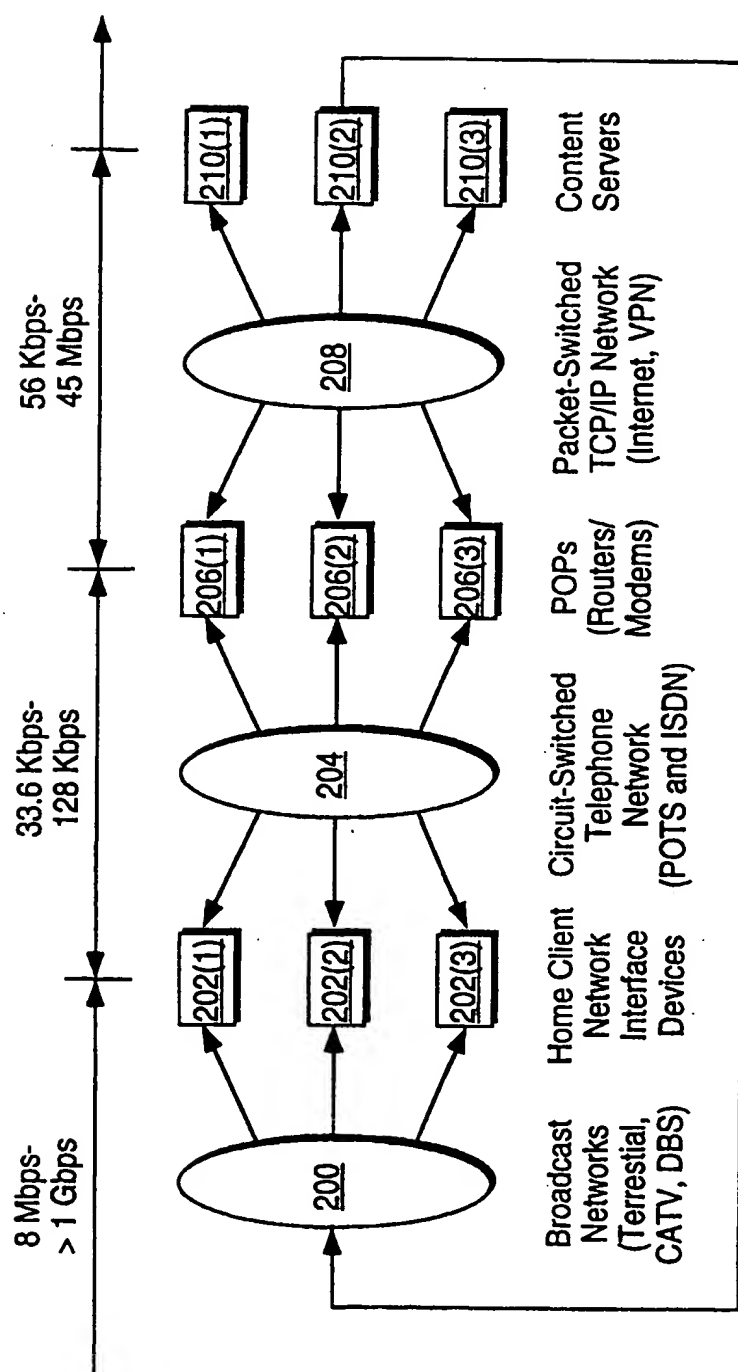 8 Mbps-
> 1 Gbps
33.6 Kbps-
128 Kbps
56 Kbps-
45 Mbps
200
202(1)
202(2)
202(3)
204
206(1)
206(2)
206(3)
208
210(1)
210(2)
210(3)
Broadcast
Networks
(Terrestial,
CATV, DBS)
Home Client
Network
Interface
Devices
Circuit-Switched
Telephone
Network
(POTS and ISDN)
POPs
(Routers/
Modems)
Packet-Switched
TCP/IP Network
(Internet, VPN)
Content
Servers